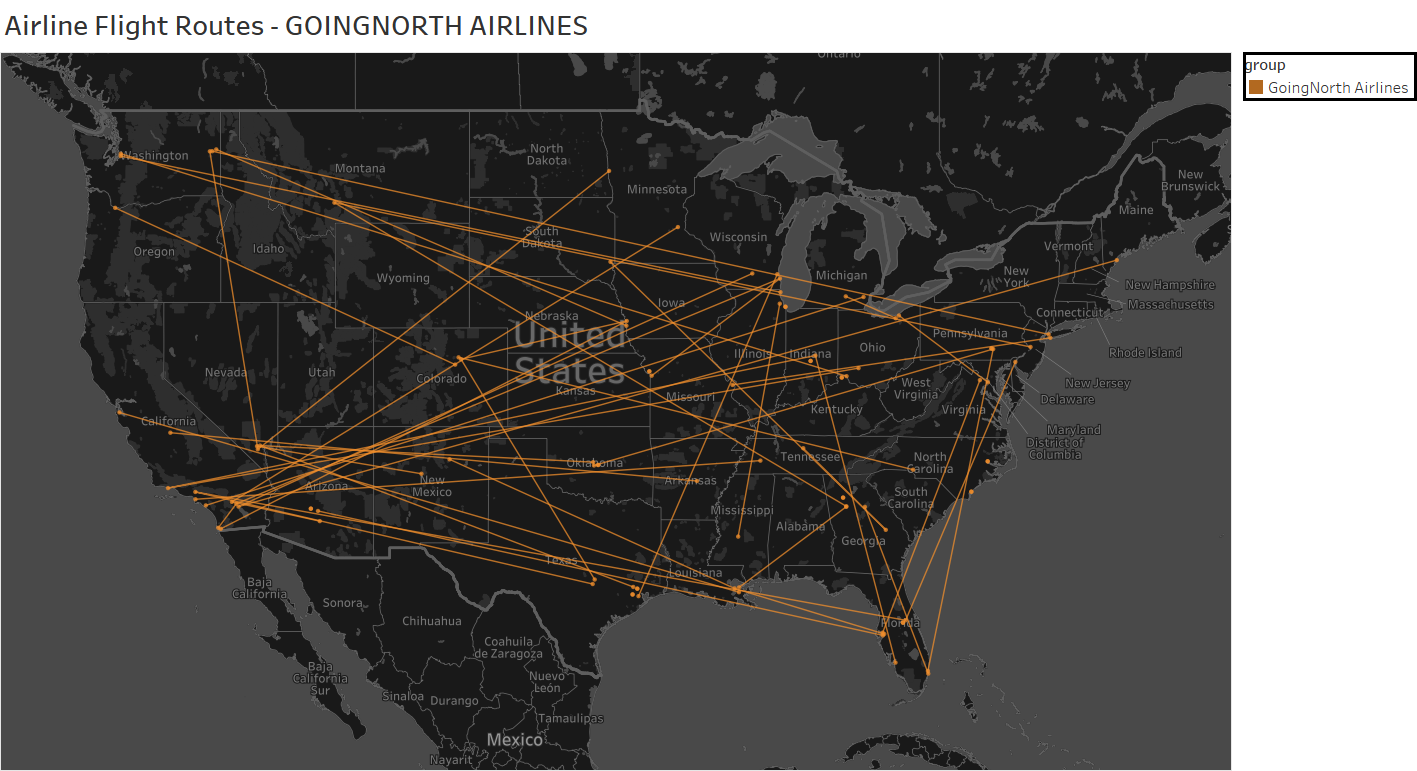 Airline Flight Routes - GOINGNORTH AIRLINES
group
GoingNorth Airlines
Ontario
Washington
Montana
North
Dakota
Minnesota
New
Brunswick
Maine
Oregon
Idaho
South
Dakota
Wisconsin
Michigan
Vermont
New
York
Wyoming
New Hampshire
Massachusetts
Iowa
Nebraska
Connecticut
Pennsylvania
United
States
Rhode Island
Illinois
Indiana
Ohio
Nevada
Utah
Colorado
Kansas
Missouri
West
Virginia
New Jersey
Delaware
Kentucky
Virginia
California
Maryland
District of
Columbia
Oklahoma
Tennessee
North
Carolina
Arizona
New
Mexico
Arkansas
South
Carolina
Mississippi
Alabama
Georgia
Texas
Louisiana
Baja
California
Sonora
Chihuahua
Florida
Coahuila
de Zaragoza
Baja
California
Sur
Nuevo
León
Sinaloa
Durango
Tamaulipas
Mexico
Nayarit